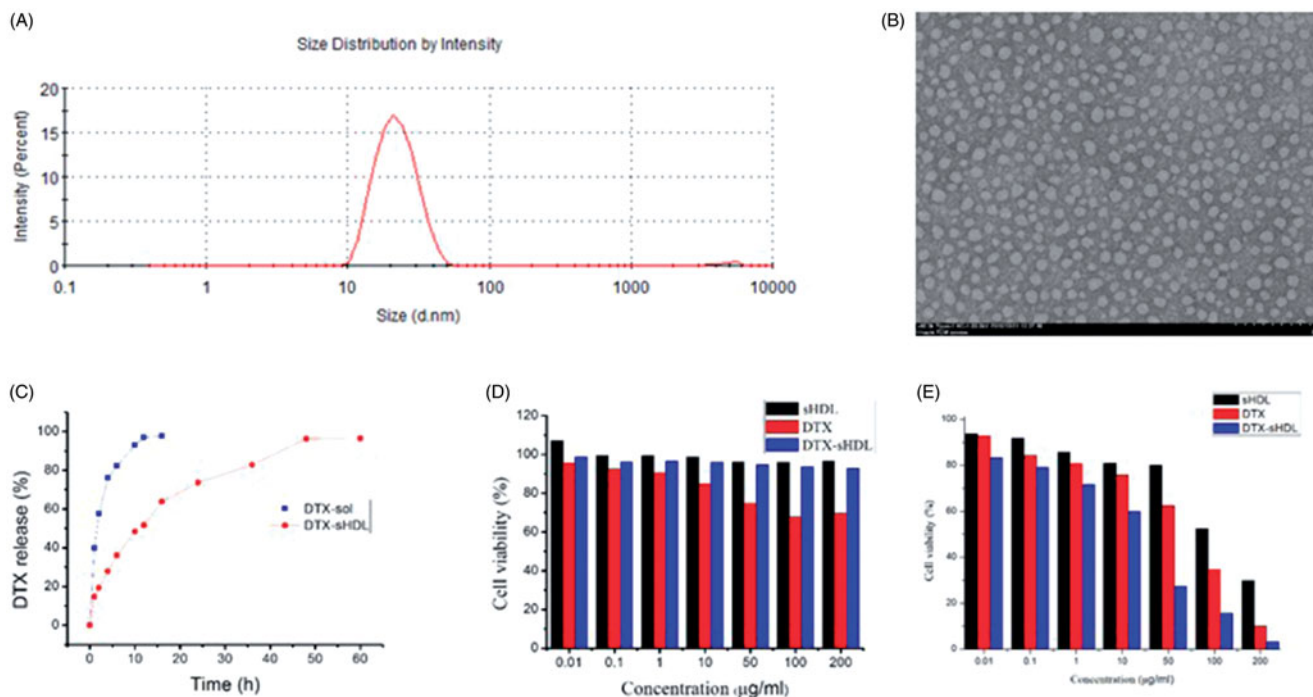 (A)
Size Distribution by Intensity
Intensity (Percent)
20
15
10
5
0
0.1 1 10 100 1000 10000
Size (d.nm)
(B)
(C)
DTX release (%)
100
80
60
40
20
0
DTX-sol
DTX-sHDL
0 10 20 30 40 50 60
Time (h)
(D)
Cell viability (%)
120
100
80
60
40
20
0
sHDL
DTX
DTX-sHDL
0.01 0.1 1 10 50 100 200
Concentration (μg/ml)
(E)
Cell viability (%)
100
80
60
40
20
0
sHDL
DTX
DTX-sHDL
0.01 0.1 1 10 50 100 200
Concentration (μg/ml)